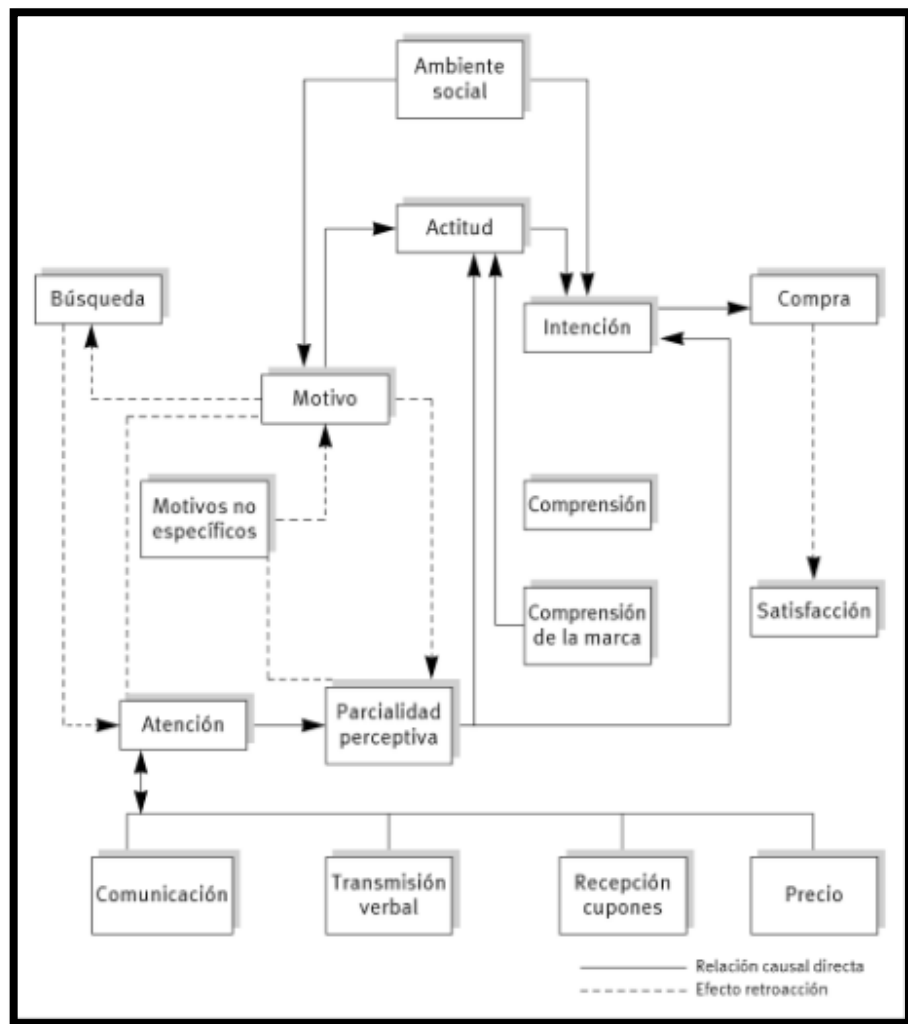 Ambiente
social
Actitud
Búsqueda
Compra
Intención
Motivo
Motivos no
específicos
Comprensión
Comprensión
de la marca
Satisfacción
Atención
Parcialidad
perceptiva
Comunicación
Transmisión
verbal
Recepción
cupones
Precio
Relación causal directa
Efecto retroacción